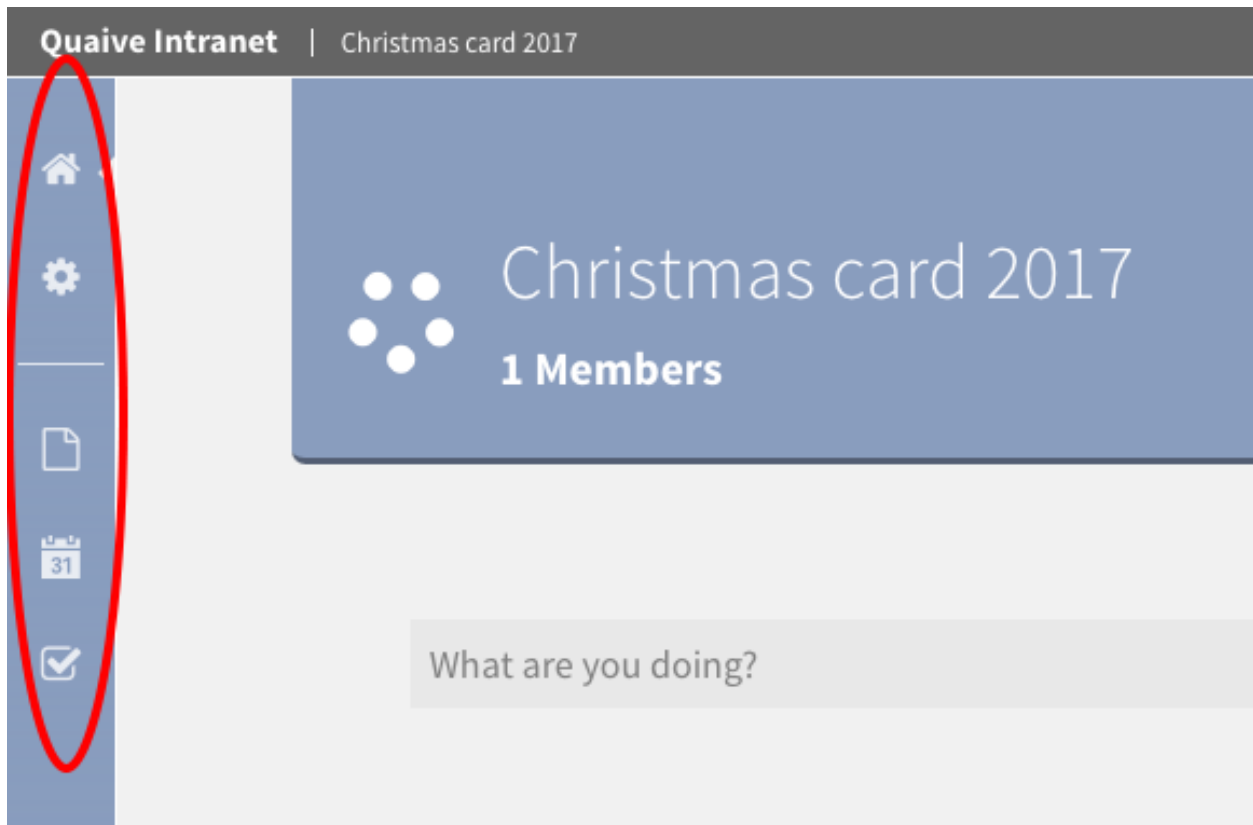 Quaive Intranet | Christmas card 2017
Christmas card 2017
1 Members
31
What are you doing?